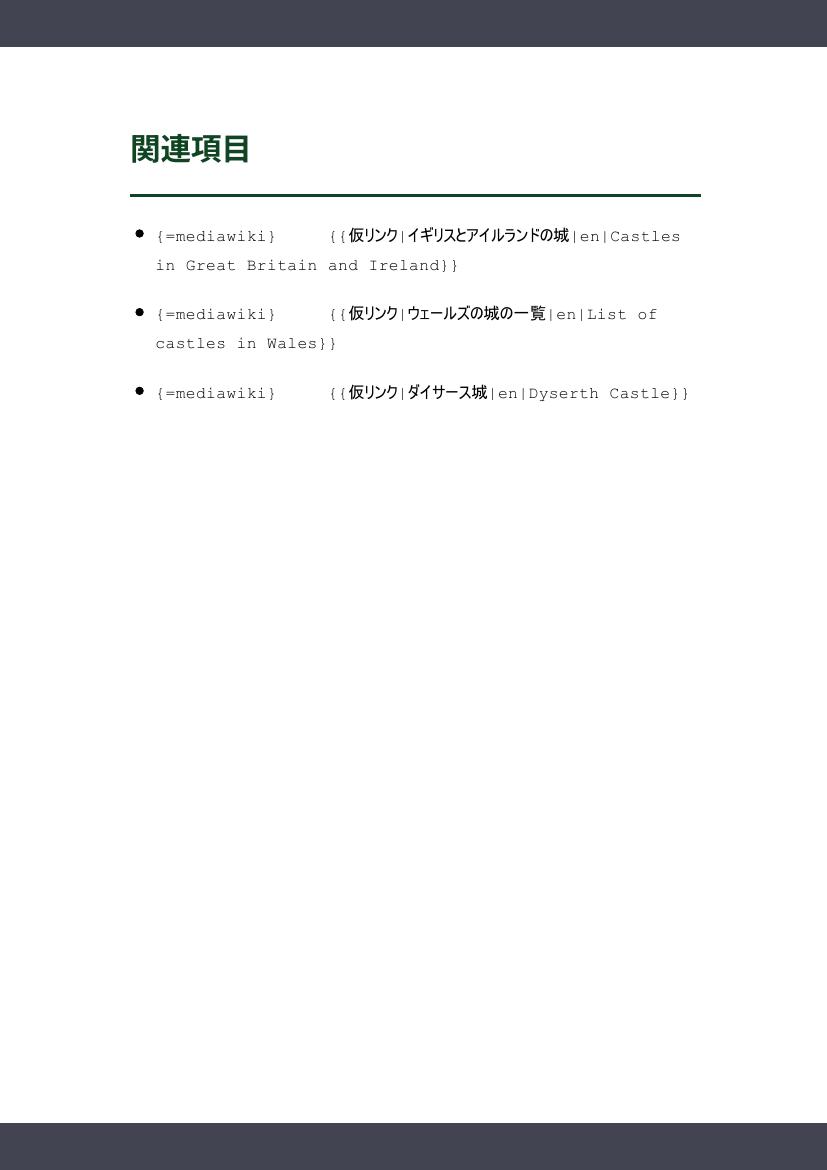 関連項目
{=mediawiki} {{仮リンク|イギリスとアイルランドの城|en|Castles
in Great Britain and Ireland}}
{=mediawiki} {{仮リンク|ウェールズの城の一覧|en|List of
castles in Wales}}
{=mediawiki} {{仮リンク|ダイサース城|en|Dyserth Castle}}